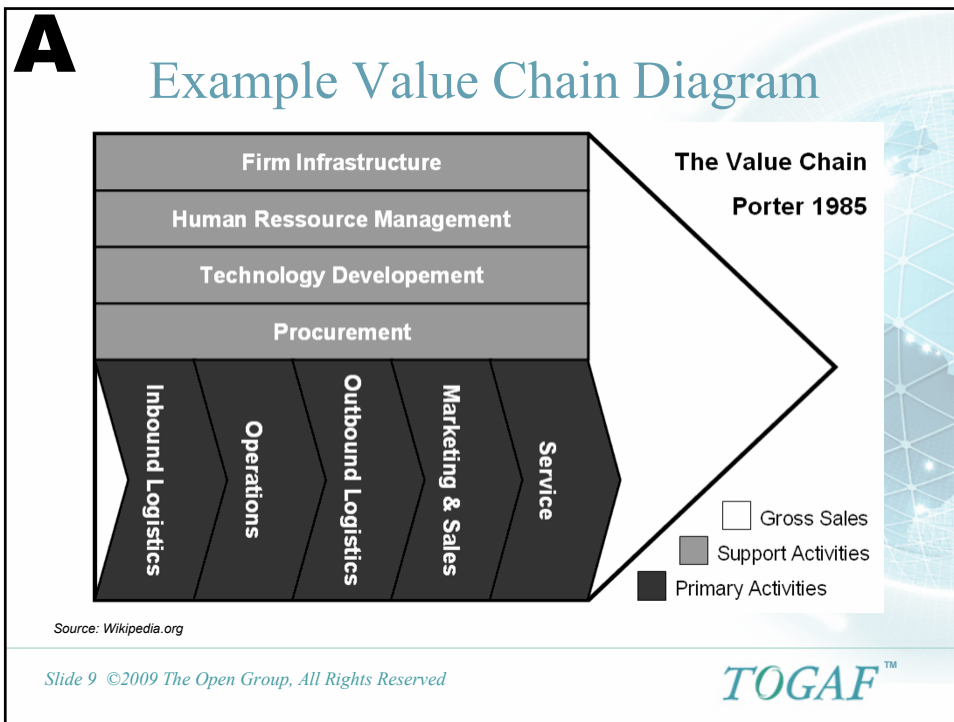 A
Example Value Chain Diagram
Firm Infrastructure
Human Ressource Management
Technology Developement
Procurement
Inbound Logistics
Operations
Outbound Logistics
Marketing & Sales
Service
The Value Chain
Porter 1985
Gross Sales
Support Activities
Primary Activities
Source: Wikipedia.org
Slide 9 ©2009 The Open Group, All Rights Reserved
TOGAF™